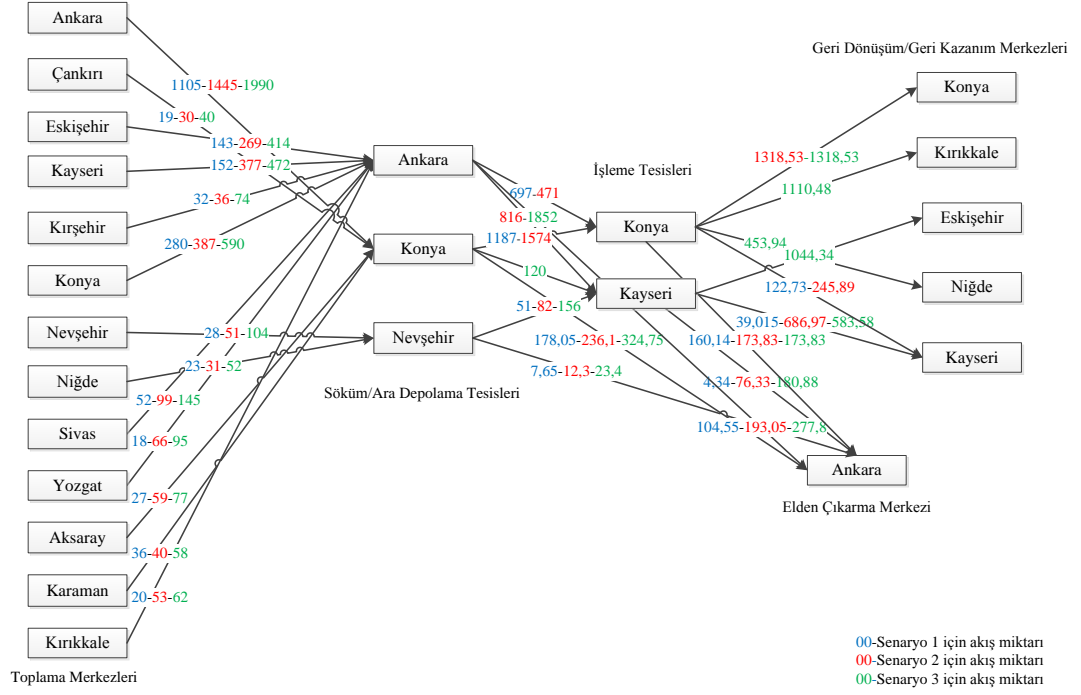 Ankara
Çankırı
Eskişehir
Kayseri
Kırşehir
Konya
Nevşehir
Niğde
Sivas
Yozgat
Aksaray
Karaman
Kırıkkale
Toplama Merkezleri
1105-1445-1990
19-30-40
143-269-414
152-377-472
32-36-74
280-387-590
28-51-104
23-31-52
52-99-145
18-66-95
27-59-77
36-40-58
20-53-62
Ankara
Konya
Nevşehir
Söküm/Ara Depolama Tesisleri
697-471
816-1852
1187-1574
120
51-82-156
178,05-236,1-324,75
7,65-12,3-23,4
İşleme Tesisleri
Konya
Kayseri
1318,53-1318,53
1110,48
453,94
1044,34
122,73-245,89
39,015-686,97-583,58
160,14-173,83-173,83
4,34-76,33-180,88
104,55-193,05-277,8
Geri Dönüşüm/Geri Kazanım Merkezleri
Konya
Kırıkkale
Eskişehir
Niğde
Kayseri
Ankara
Elden Çıkarma Merkezi
00-Senaryo 1 için akış miktarı
00-Senaryo 2 için akış miktarı
00-Senaryo 3 için akış miktarı